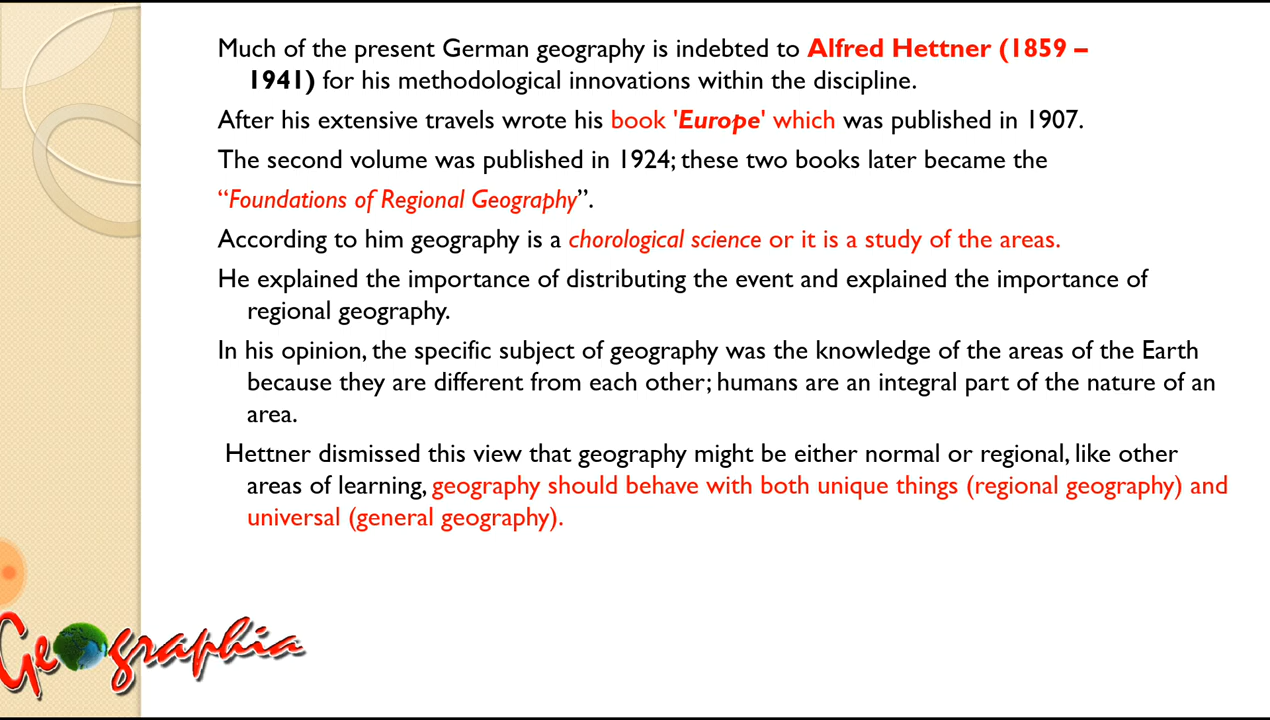 Much of the present German geography is indebted to Alfred Hettner (1859 –
1941) for his methodological innovations within the discipline.
After his extensive travels wrote his book 'Europe' which was published in 1907.
The second volume was published in 1924; these two books later became the
“Foundations of Regional Geography”.
According to him geography is a chorological science or it is a study of the areas.
He explained the importance of distributing the event and explained the importance of
regional geography.
In his opinion, the specific subject of geography was the knowledge of the areas of the Earth
because they are different from each other; humans are an integral part of the nature of an
area.
Hettner dismissed this view that geography might be either normal or regional, like other
areas of learning, geography should behave with both unique things (regional geography) and
universal (general geography).
Geographia